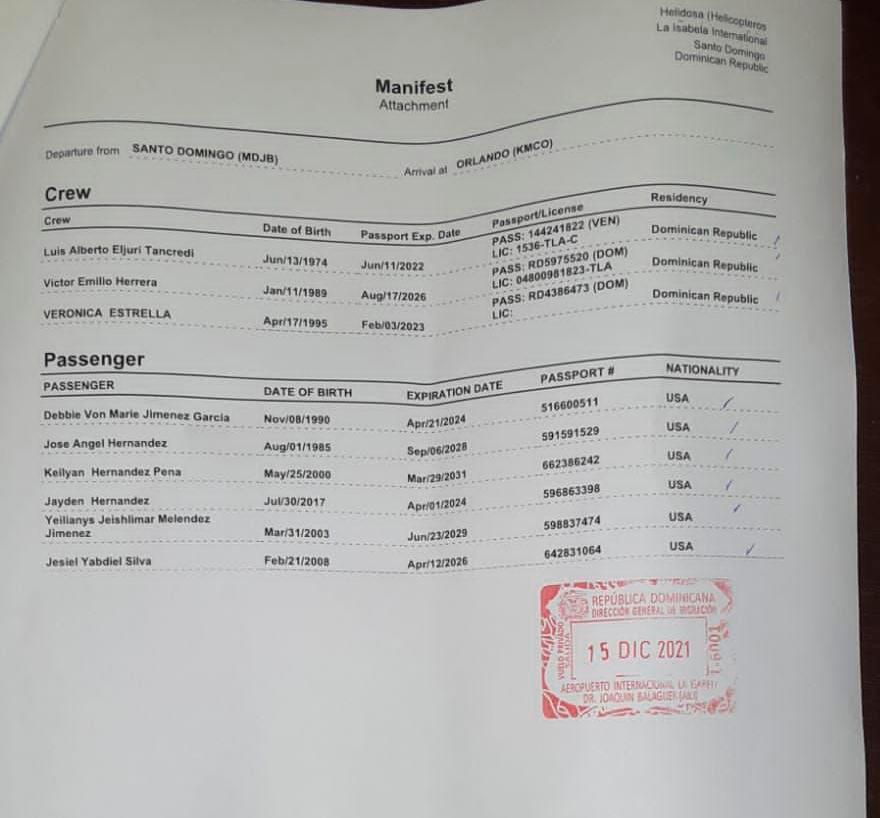 Helidosa (Helicopteros
La Isabela International
Santo Domingo
Dominican Republic
Manifest
Attachment
Departure from SANTO DOMINGO (MDJB) Arrival at ORLANDO (KMCO)
Crew
Crew Date of Birth Passport Exp. Date Passport/License Residency
Luis Alberto Eljuri Tancredi Jun/13/1974 Jun/11/2022 PASS: 144241822 (VEN) Dominican Republic
LIC: 1536-TLA-C
Victor Emilio Herrera Jan/11/1989 Aug/17/2026 PASS: RD5975520 (DOM) Dominican Republic
LIC: 04800981823-TLA
VERONICA ESTRELLA Apr/17/1995 Feb/03/2023 PASS: RD4386473 (DOM) Dominican Republic
LIC:
Passenger
PASSENGER DATE OF BIRTH EXPIRATION DATE PASSPORT # NATIONALITY
Debbie Von Marie Jimenez Garcia Nov/08/1990 Apr/21/2024 516600511 USA
Jose Angel Hernandez Aug/01/1985 Sep/06/2028 591591529 USA
Keilyan Hernandez Pena May/25/2000 Mar/29/2031 662386242 USA
Jayden Hernandez Jul/30/2017 Apr/01/2024 596863398 USA
Yeilianys Jeishlimar Melendez
Jimenez Mar/31/2003 Jun/23/2029 598837474 USA
Jesiel Yabdiel Silva Feb/21/2008 Apr/12/2026 642831064 USA
REPÚBLICA DOMINICANA
DIRECCIÓN GENERAL DE MIGRACIÓN
VUELO PRIVADO
SALIDA
15 DIC 2021
AEROPUERTO INTERNACIONAL LA
DR. JOAQUIN BALAGUER